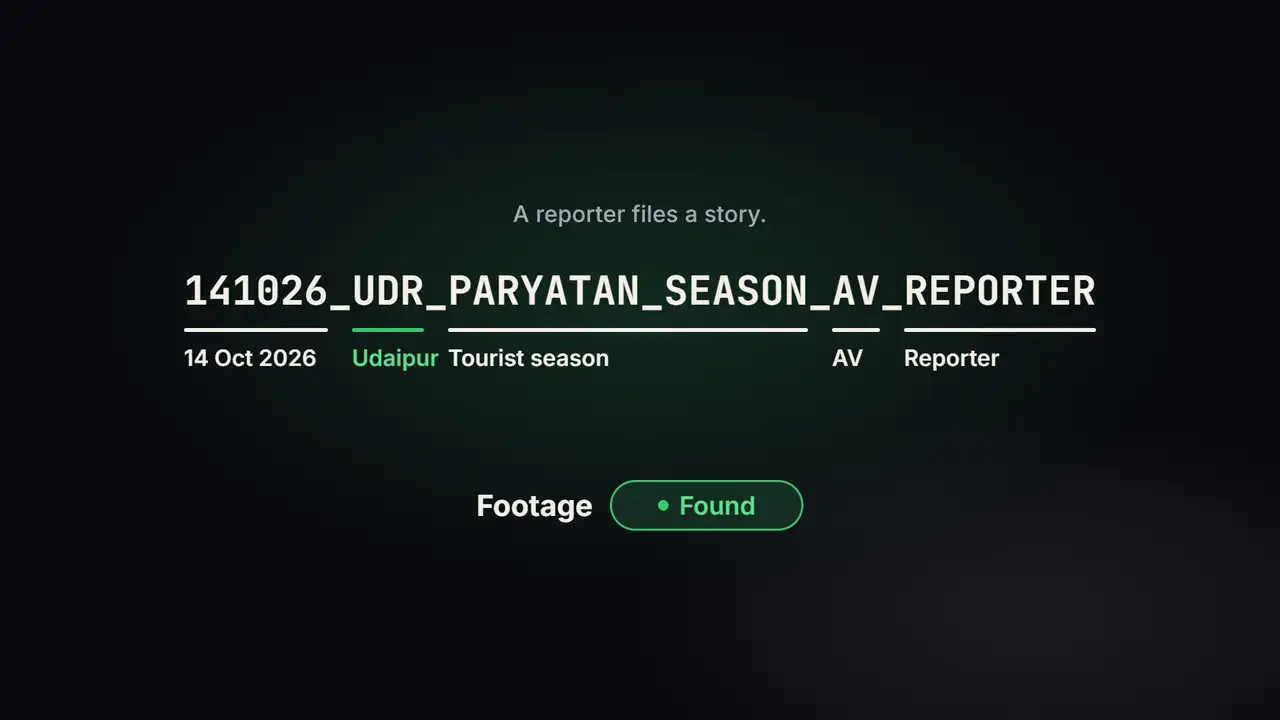 A reporter files a story.
141026_UDR_PARYATAN_SEASON_AV_REPORTER
14 Oct 2026 Udaipur Tourist season AV Reporter
Footage Found